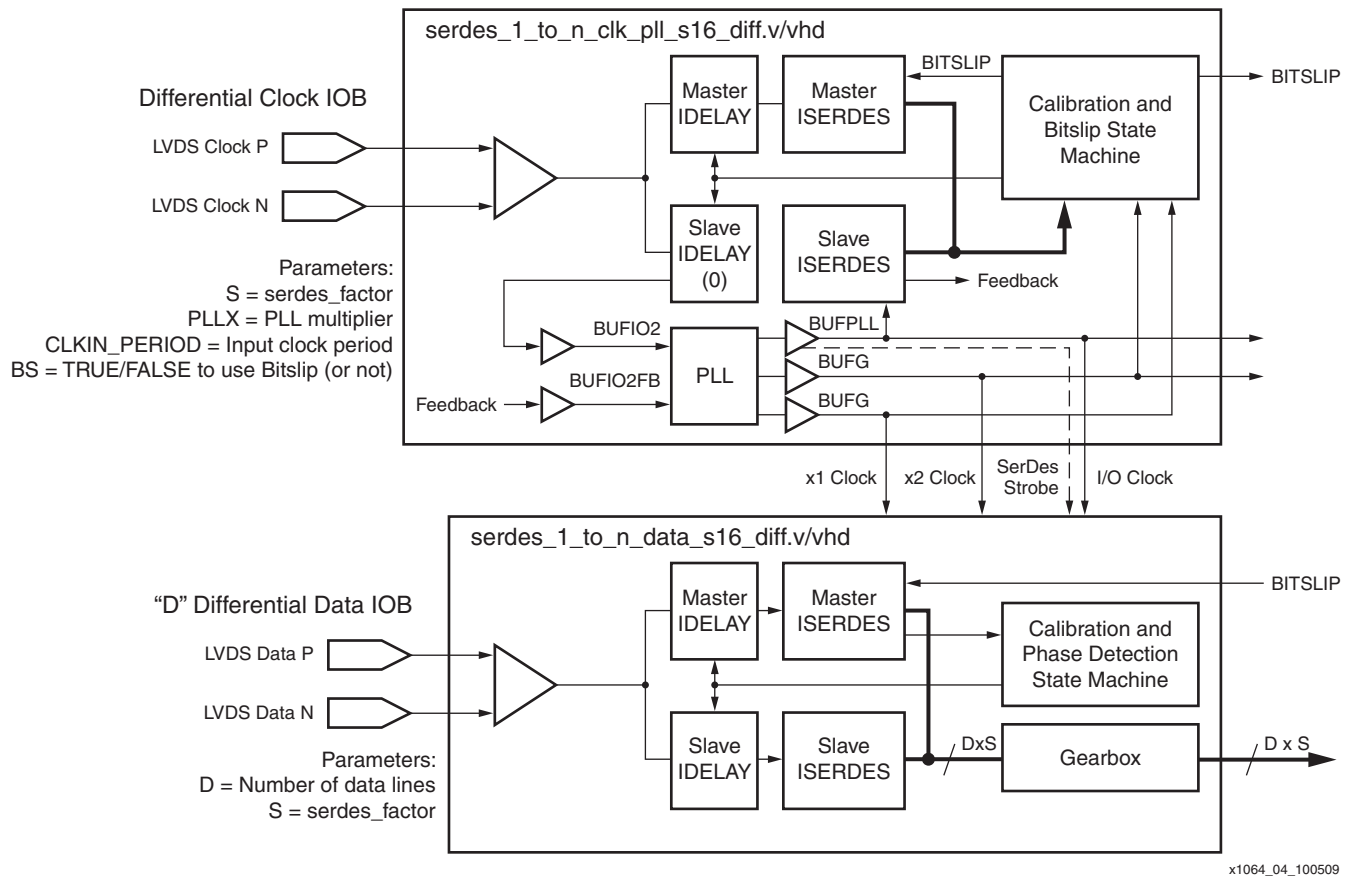 serdes_1_to_n_clk_pll_s16_diff.v/vhd
Differential Clock IOB
LVDS Clock P
LVDS Clock N
Parameters:
S = serdes_factor
PLLX = PLL multiplier
CLKIN_PERIOD = Input clock period
BS = TRUE/FALSE to use Bitslip (or not)
Master
IDELAY
Master
ISERDES
BITSLIP
Calibration and
Bitslip State
Machine
BITSLIP
Slave
IDELAY
(0)
Slave
ISERDES
Feedback
BUFIO2
BUFIO2FB
Feedback
PLL
BUFPLL
BUFG
BUFG
x1 Clock
x2 Clock
SerDes
Strobe
I/O Clock
serdes_1_to_n_data_s16_diff.v/vhd
"D" Differential Data IOB
LVDS Data P
LVDS Data N
Parameters:
D = Number of data lines
S = serdes_factor
Master
IDELAY
Master
ISERDES
BITSLIP
Calibration and
Phase Detection
State Machine
Slave
IDELAY
Slave
ISERDES
DxS
Gearbox
D x S
x1064_04_100509